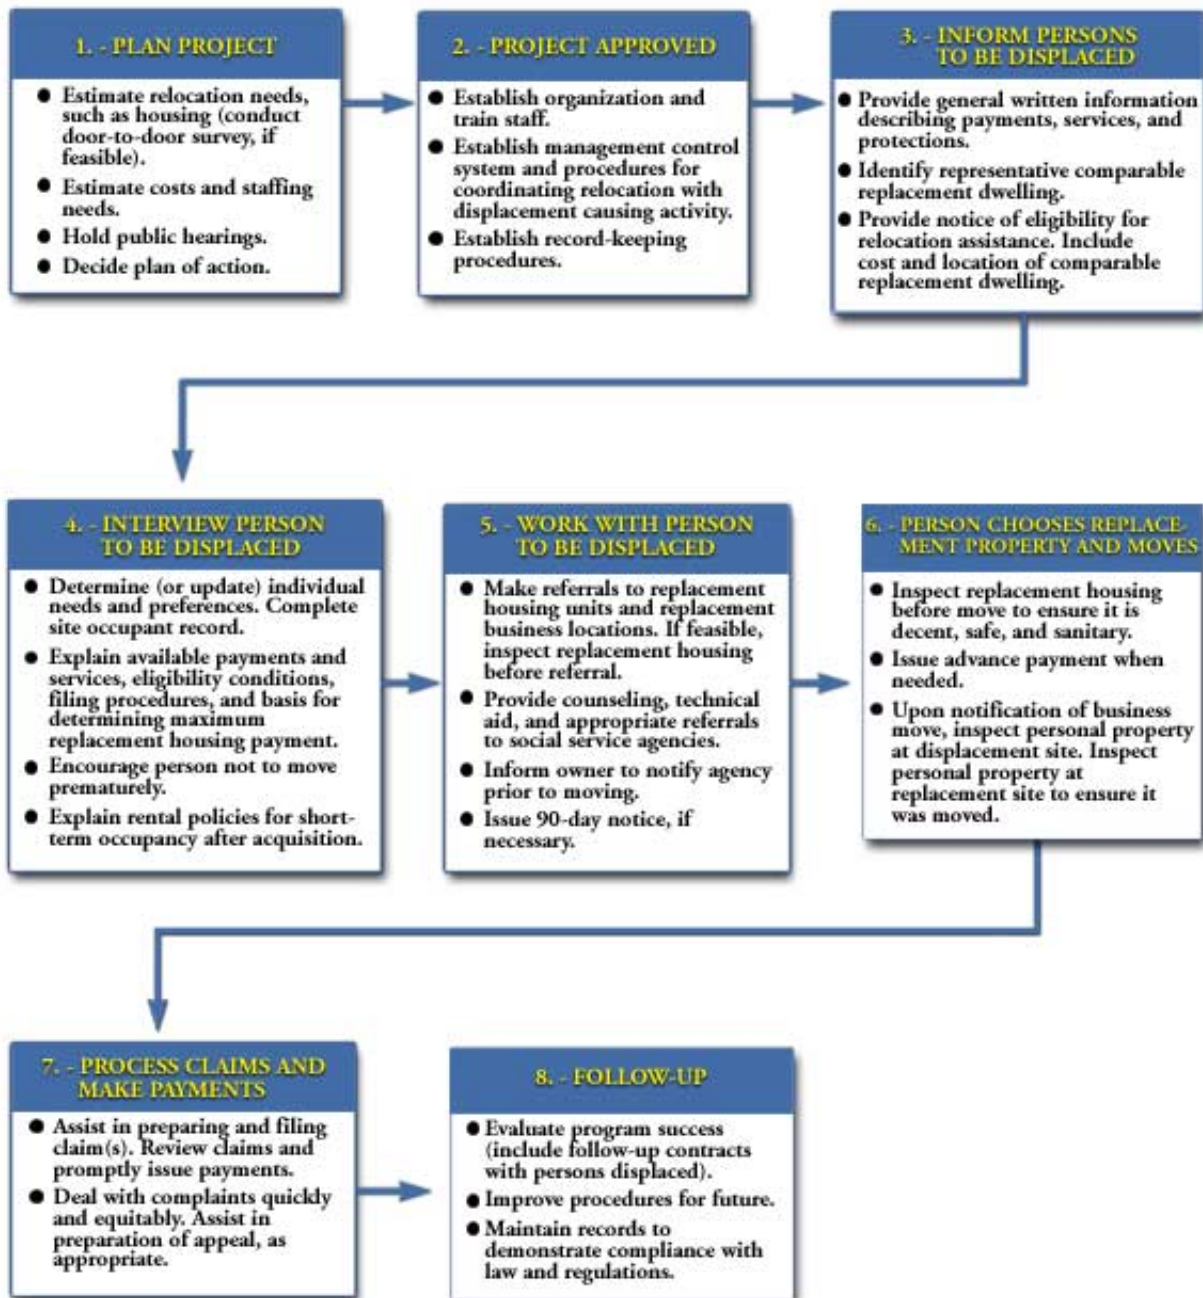 1. - PLAN PROJECT
● Estimate relocation needs,
such as housing (conduct
door-to-door survey, if
feasible).
● Estimate costs and staffing
needs.
● Hold public hearings.
● Decide plan of action.
2. - PROJECT APPROVED
● Establish organization and
train staff.
● Establish management control
system and procedures for
coordinating relocation with
displacement causing activity.
● Establish record-keeping
procedures.
3. - INFORM PERSONS
TO BE DISPLACED
● Provide general written information
describing payments, services, and
protections.
● Identify representative comparable
replacement dwelling.
● Provide notice of eligibility for
relocation assistance. Include
cost and location of comparable
replacement dwelling.
4. - INTERVIEW PERSON
TO BE DISPLACED
● Determine (or update) individual
needs and preferences. Complete
site occupant record.
● Explain available payments and
services, eligibility conditions,
filing procedures, and basis for
determining maximum
replacement housing payment.
● Encourage person not to move
prematurely.
● Explain rental policies for short-
term occupancy after acquisition.
5. - WORK WITH PERSON
TO BE DISPLACED
● Make referrals to replacement
housing units and replacement
business locations. If feasible,
inspect replacement housing
before referral.
● Provide counseling, technical
aid, and appropriate referrals
to social service agencies.
● Inform owner to notify agency
prior to moving.
● Issue 90-day notice, if
necessary.
6. - PERSON CHOOSES REPLACE-
MENT PROPERTY AND MOVES
● Inspect replacement housing
before move to ensure it is
decent, safe, and sanitary.
● Issue advance payment when
needed.
● Upon notification of business
move, inspect personal property
at displacement site. Inspect
personal property at
replacement site to ensure it
was moved.
7. - PROCESS CLAIMS AND
MAKE PAYMENTS
● Assist in preparing and filing
claim(s). Review claims and
promptly issue payments.
● Deal with complaints quickly
and equitably. Assist in
preparation of appeal, as
appropriate.
8. - FOLLOW-UP
● Evaluate program success
(include follow-up contracts
with persons displaced).
● Improve procedures for future.
● Maintain records to
demonstrate compliance with
law and regulations.